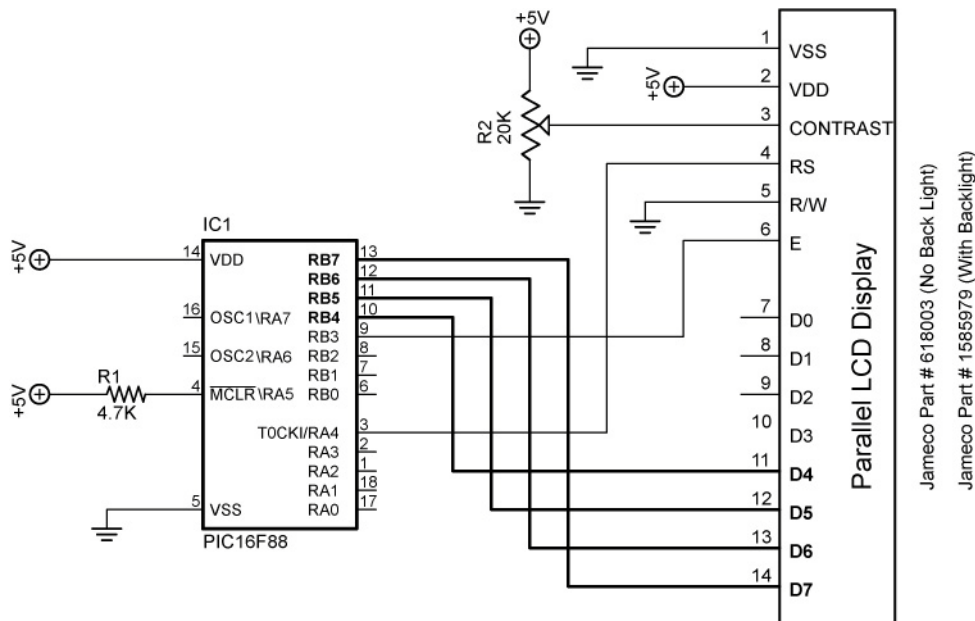 +5V
1 VSS
+5V
2 VDD
R2
20K
3 CONTRAST
4 RS
5 R/W
6 E
7 D0
8 D1
9 D2
10 D3
11 D4
12 D5
13 D6
14 D7
Parallel LCD Display
Jameco Part # 618003 (No Back Light)
Jameco Part # 1585979 (With Backlight)
IC1
+5V
14 VDD
RB7 13
RB6 12
RB5 11
RB4 10
16 OSC1\RA7
RB3 9
15 OSC2\RA6
RB2 8
RB1 7
+5V
R1
4.7K
4 MCLR\RA5
RB0 6
T0CKI/RA4 3
RA3 2
RA2 1
RA1 18
5 VSS
RA0 17
PIC16F88